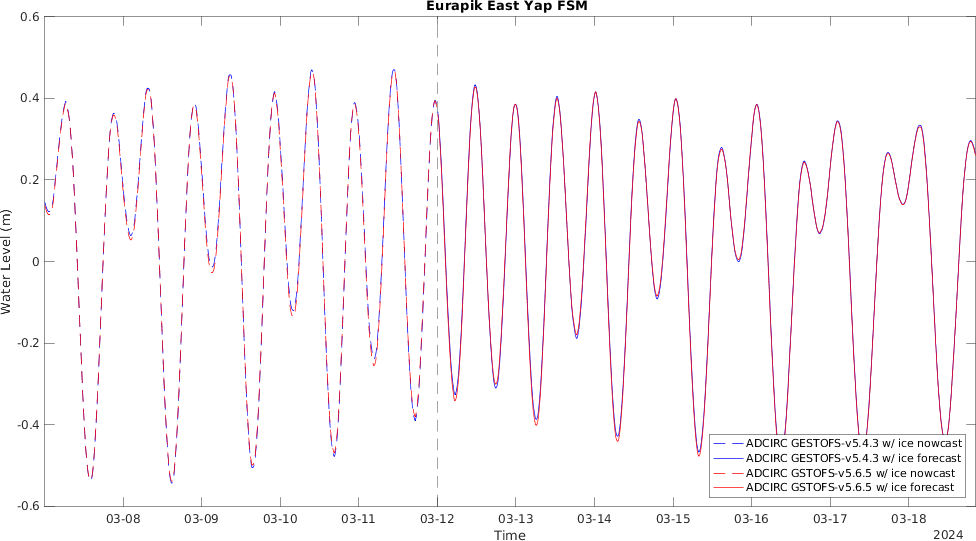 Eurapik East Yap FSM
0.6
0.4
0.2
0
-0.2
-0.4
-0.6
Water Level (m)
ADCIRC GESTOFS-v5.4.3 w/ ice nowcast
ADCIRC GESTOFS-v5.4.3 w/ ice forecast
ADCIRC GSTOFS-v5.6.5 w/ ice nowcast
ADCIRC GSTOFS-v5.6.5 w/ ice forecast
03-08 03-09 03-10 03-11 03-12 03-13 03-14 03-15 03-16 03-17 03-18
Time
2024